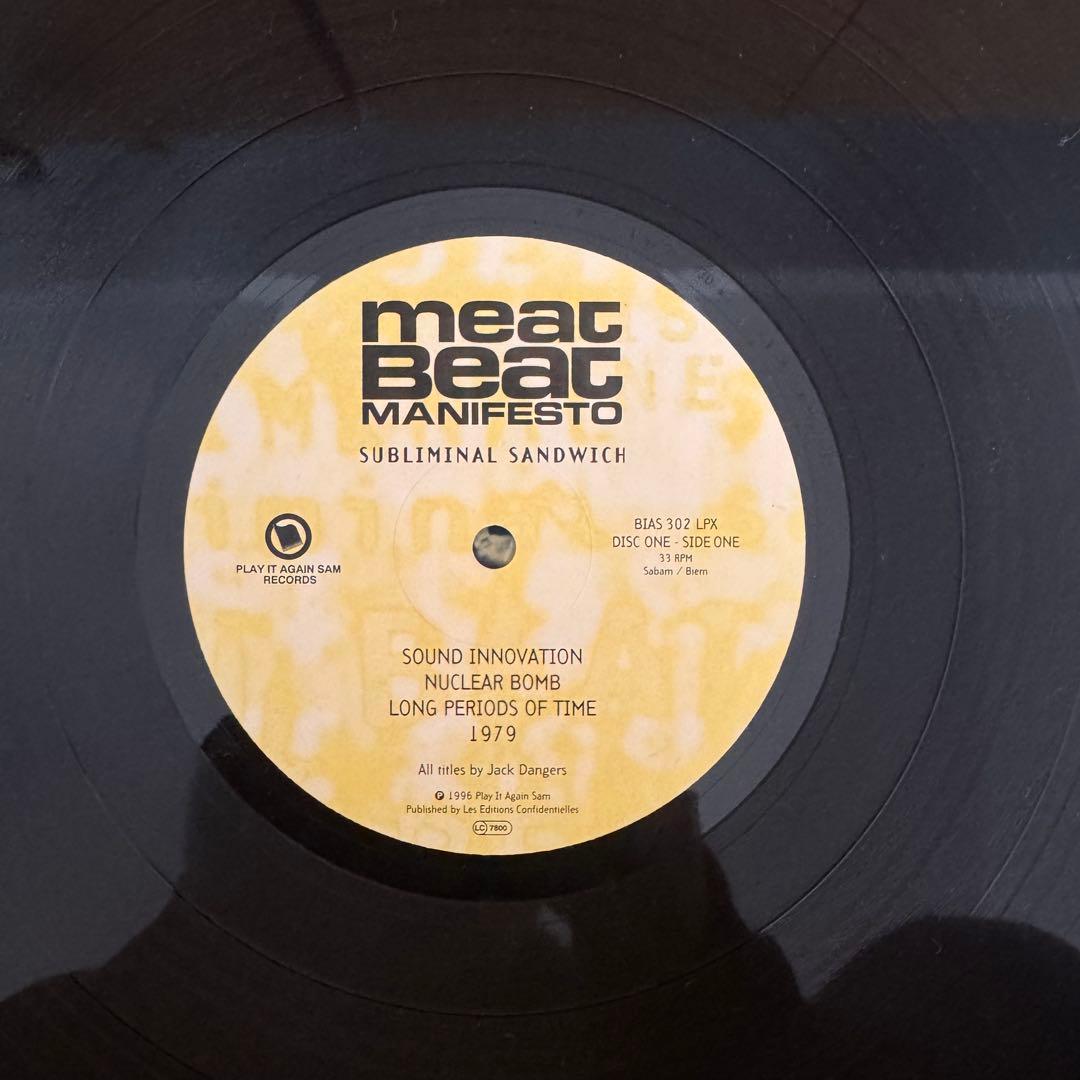 meat
Beat
MANIFESTO
SUBLIMINAL SANDWICH
PLAY IT AGAIN SAM
RECORDS
BIAS 302 LPX
DISC ONE - SIDE ONE
33 RPM
Sabam / Biem
SOUND INNOVATION
NUCLEAR BOMB
LONG PERIODS OF TIME
1979
All titles by Jack Dangers
℗ 1996 Play It Again Sam
Published by Les Editions Confidentielles
LC 7800